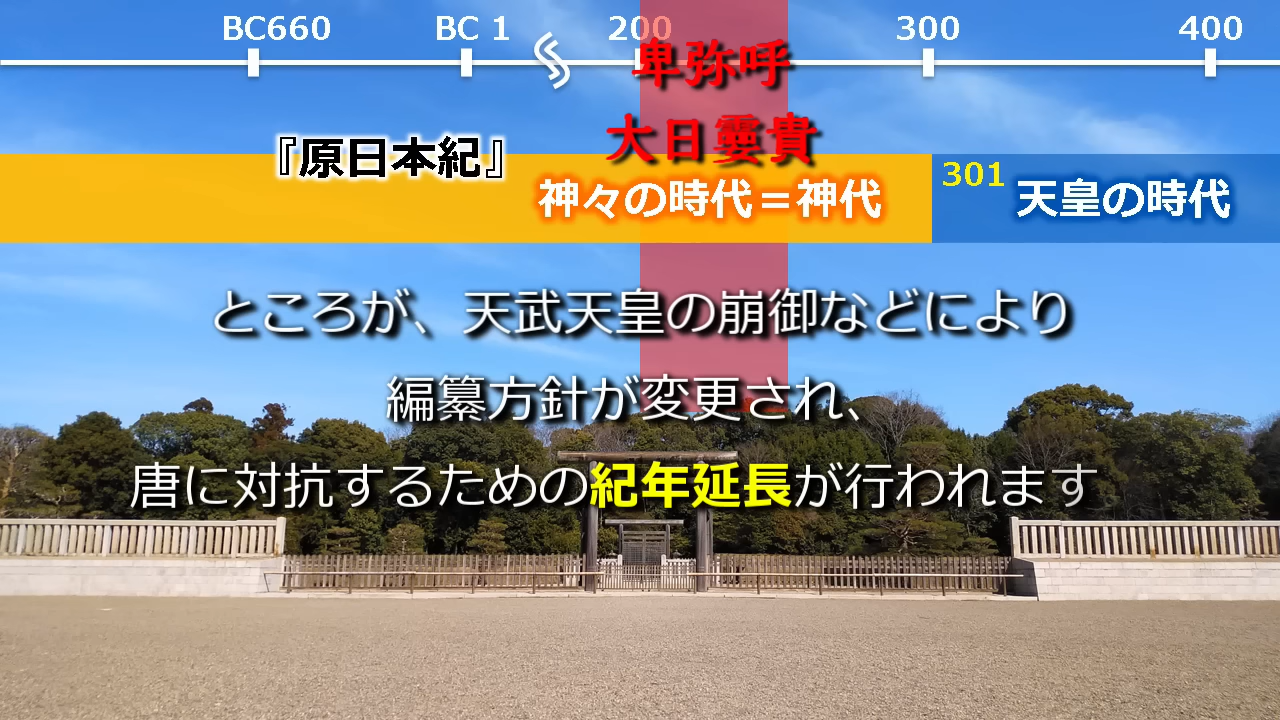 BC660 BC 1 200 300 400
卑弥呼
大日孁貴
『原日本紀』
301
神々の時代=神代
天皇の時代
ところが、天武天皇の崩御などにより
編纂方針が変更され、
唐に対抗するための紀年延長が行われます